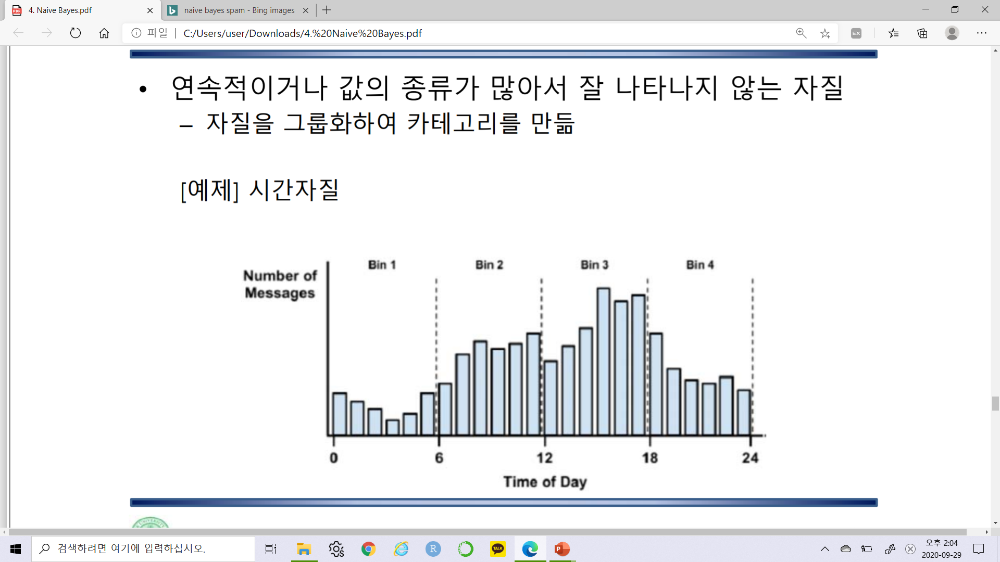 4. Naive Bayes.pdf
naive bayes spam - Bing images
파일
C:/Users/user/Downloads/4.%20Naive%20Bayes.pdf
EX
• 연속적이거나 값의 종류가 많아서 잘 나타나지 않는 자질
– 자질을 그룹화하여 카테고리를 만듦
[예제] 시간자질
Number of
Messages
Bin 1 Bin 2 Bin 3 Bin 4
0 6 12 18 24
Time of Day
검색하려면 여기에 입력하십시오.
TALK
오후 2:04
2020-09-29